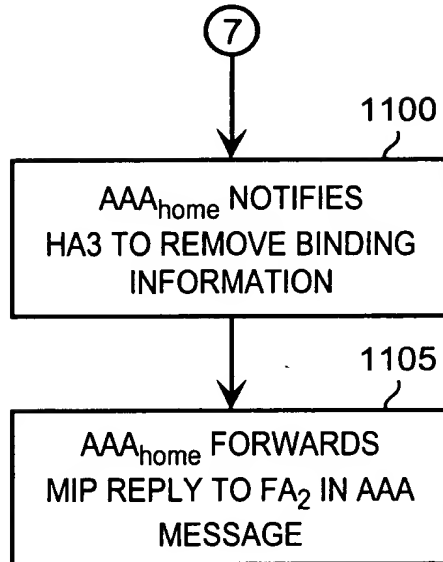 7
1100
AAAhome NOTIFIES
HA3 TO REMOVE BINDING
INFORMATION
1105
AAAhome FORWARDS
MIP REPLY TO FA2 IN AAA
MESSAGE